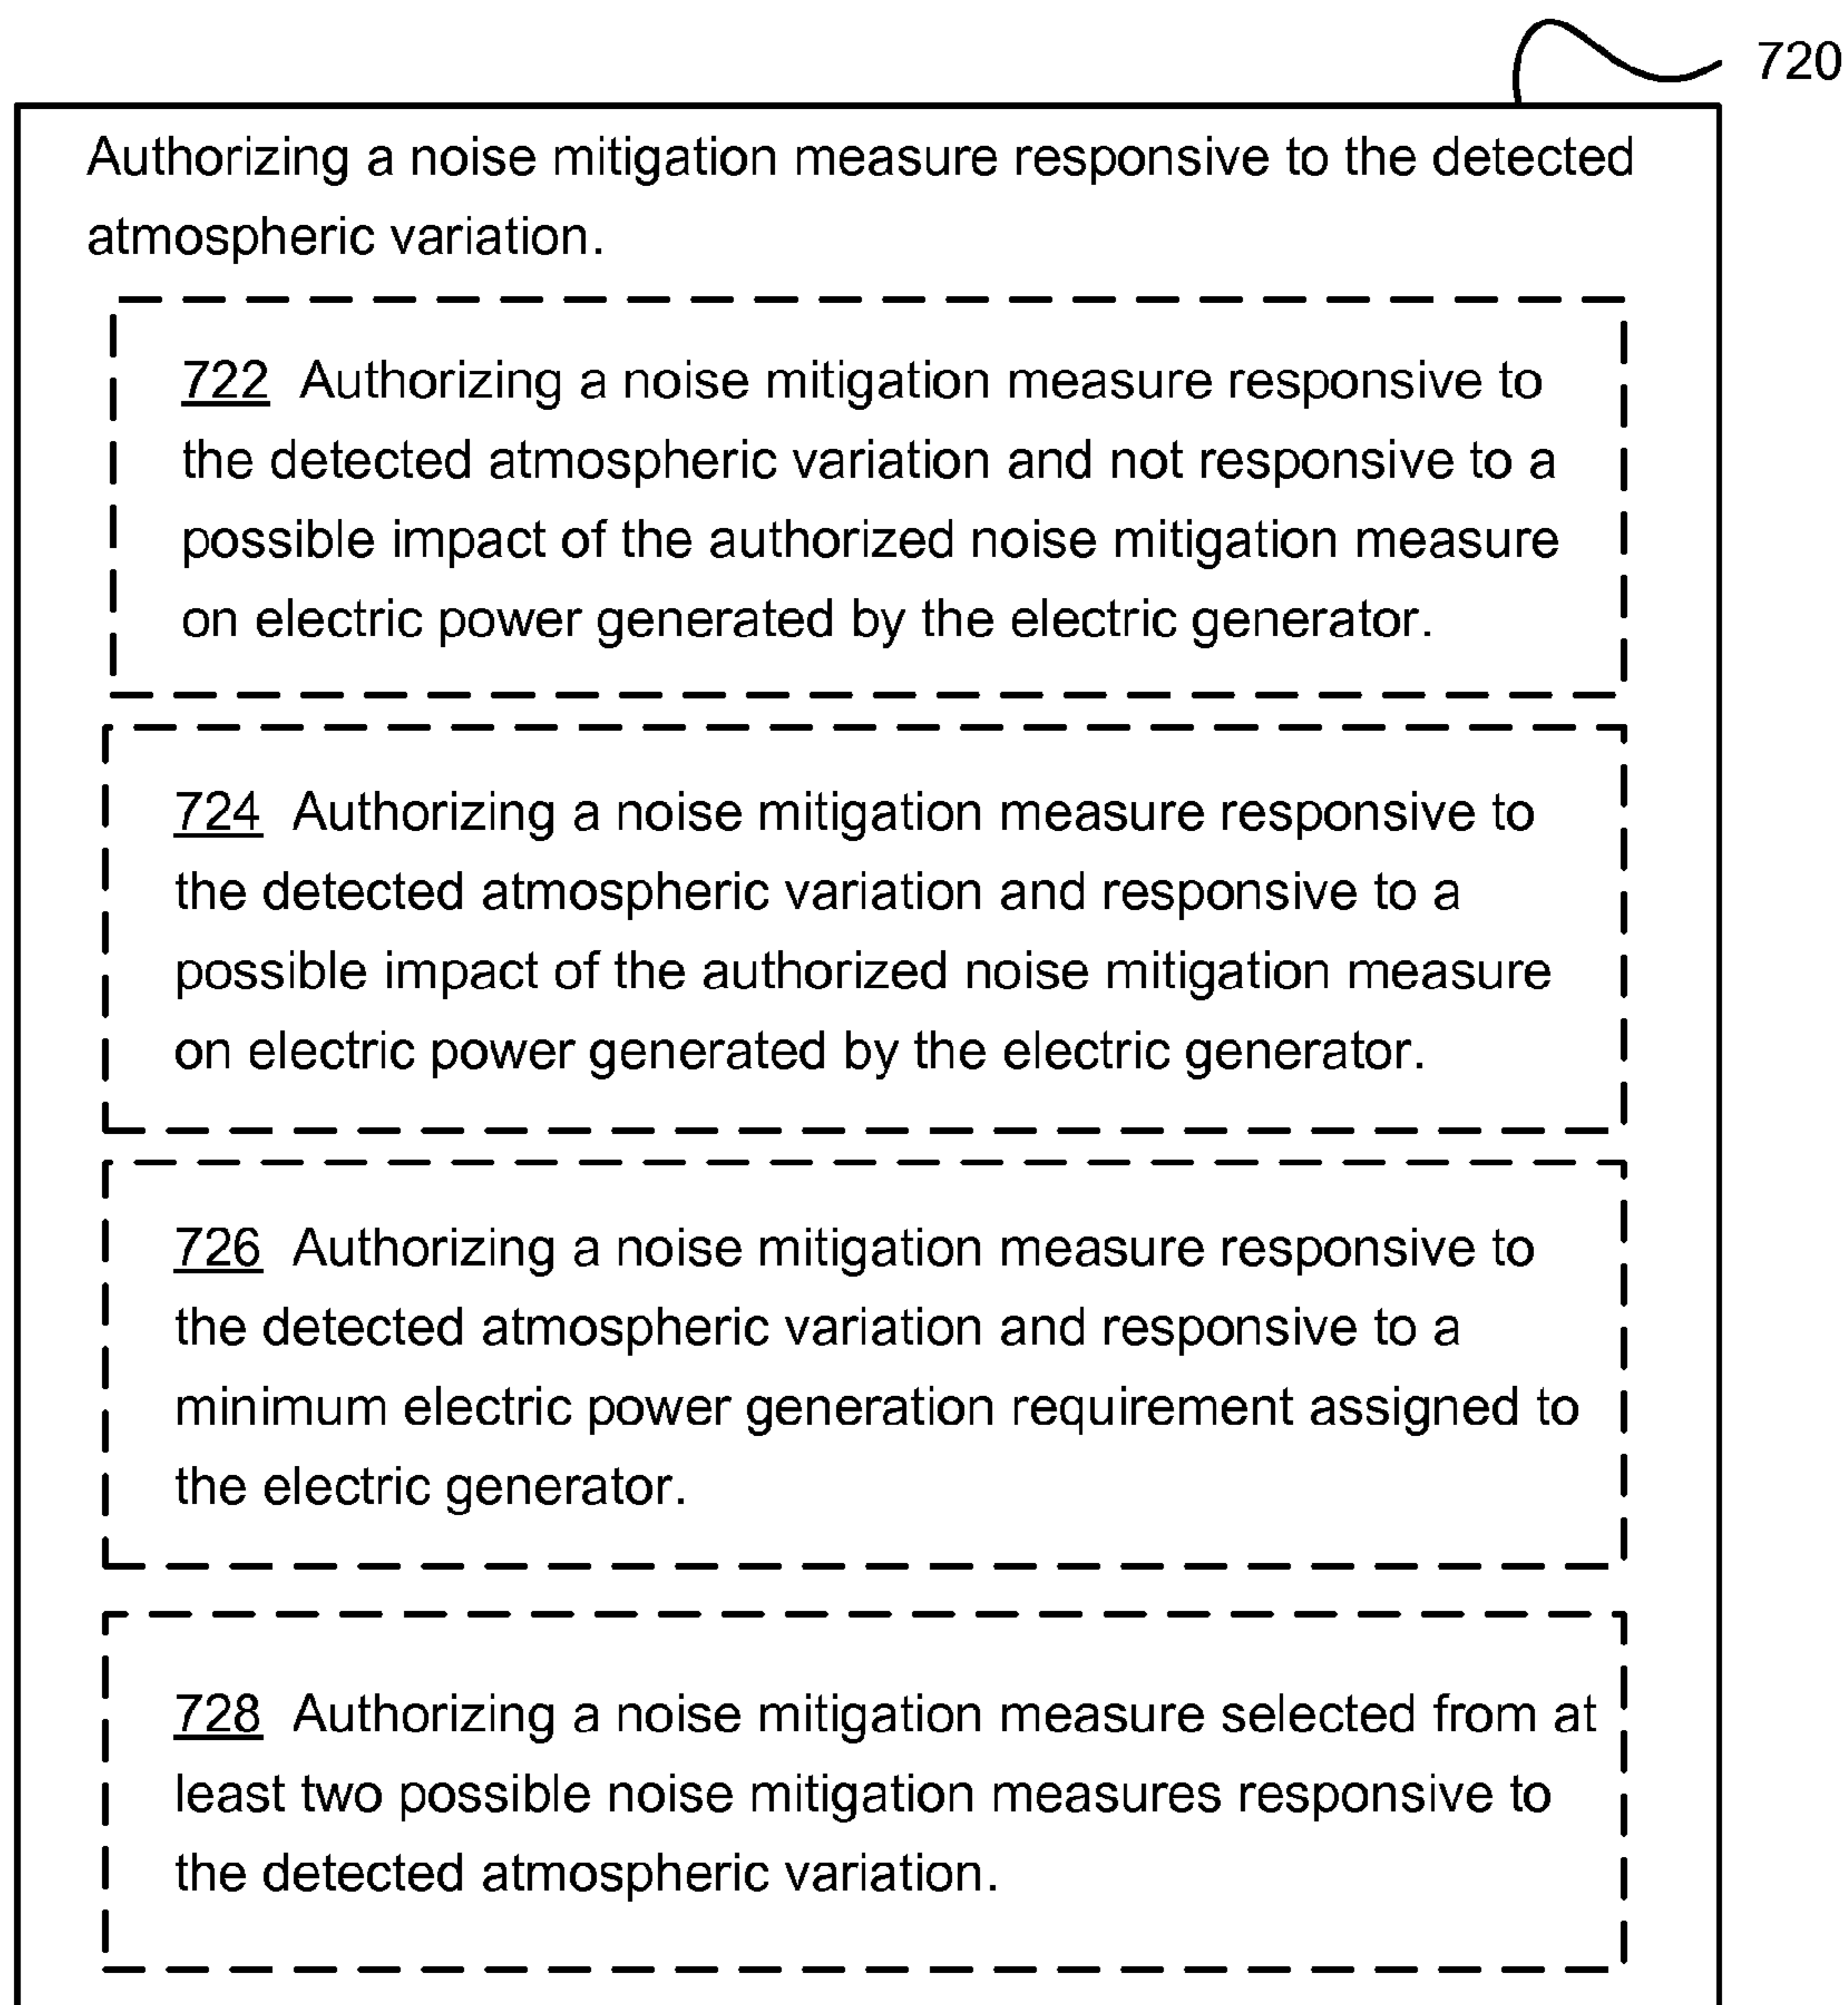 720
Authorizing a noise mitigation measure responsive to the detected
atmospheric variation.
722 Authorizing a noise mitigation measure responsive to
the detected atmospheric variation and not responsive to a
possible impact of the authorized noise mitigation measure
on electric power generated by the electric generator.
724 Authorizing a noise mitigation measure responsive to
the detected atmospheric variation and responsive to a
possible impact of the authorized noise mitigation measure
on electric power generated by the electric generator.
726 Authorizing a noise mitigation measure responsive to
the detected atmospheric variation and responsive to a
minimum electric power generation requirement assigned to
the electric generator.
728 Authorizing a noise mitigation measure selected from at
least two possible noise mitigation measures responsive to
the detected atmospheric variation.